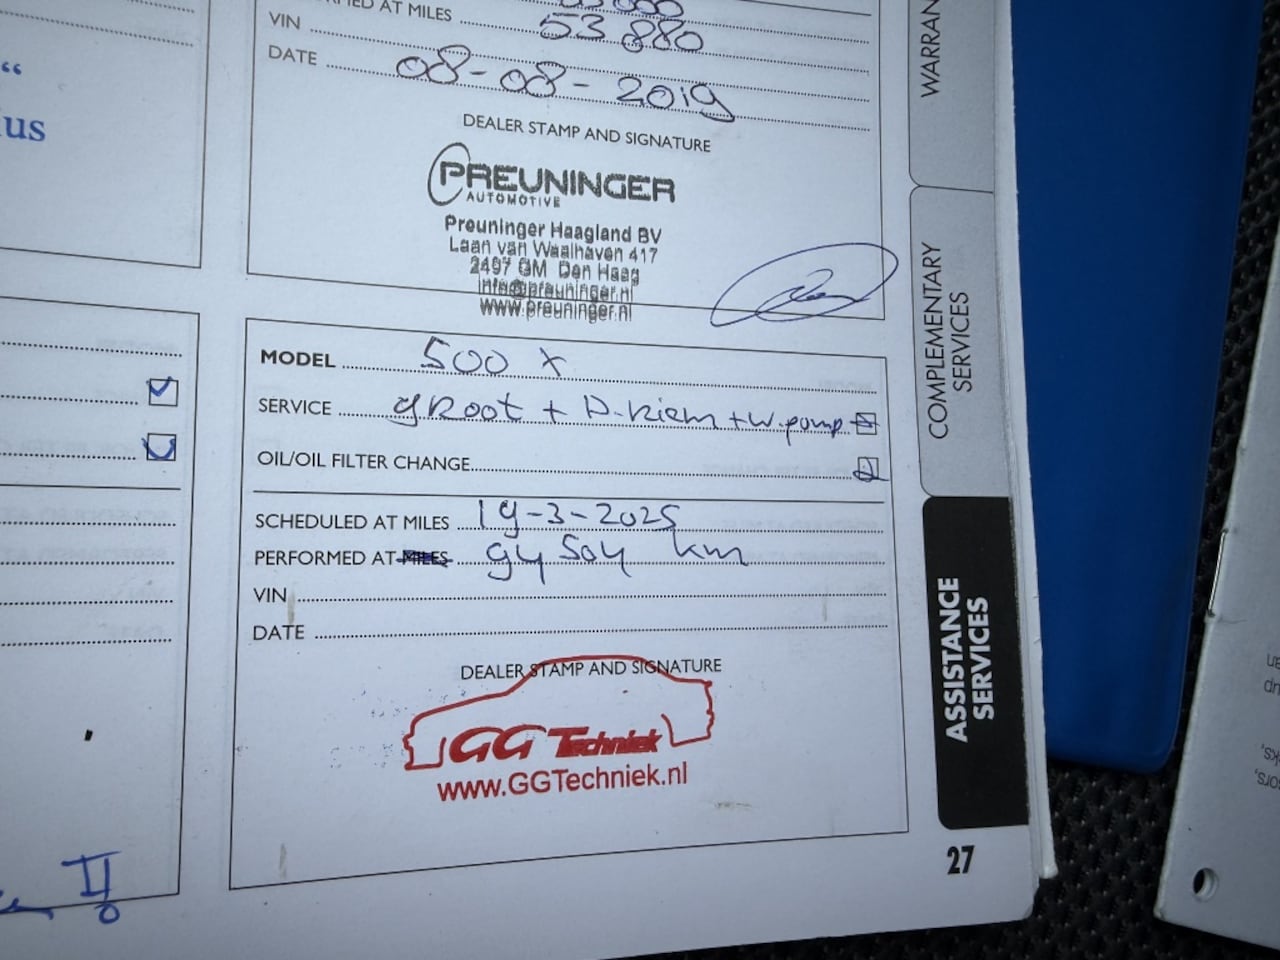 “
us
AT MILES
VIN
53 880
DATE 08-08-2019
DEALER STAMP AND SIGNATURE
PREUNINGER
AUTOMOTIVE
Preuninger Haagland BV
Laan van Waalhaven 417
2497 GM Den Haag
info@preuninger.nl
www.preuninger.nl
MODEL 500 X
SERVICE groot + D.riem + w.pomp
OIL/OIL FILTER CHANGE
SCHEDULED AT MILES 19-3-2025
PERFORMED AT MILES 94 504 km
VIN
DATE
DEALER STAMP AND SIGNATURE
GG Techniek
www.GGTechniek.nl
WARRAN
COMPLEMENTARY
SERVICES
ASSISTANCE
SERVICES
27